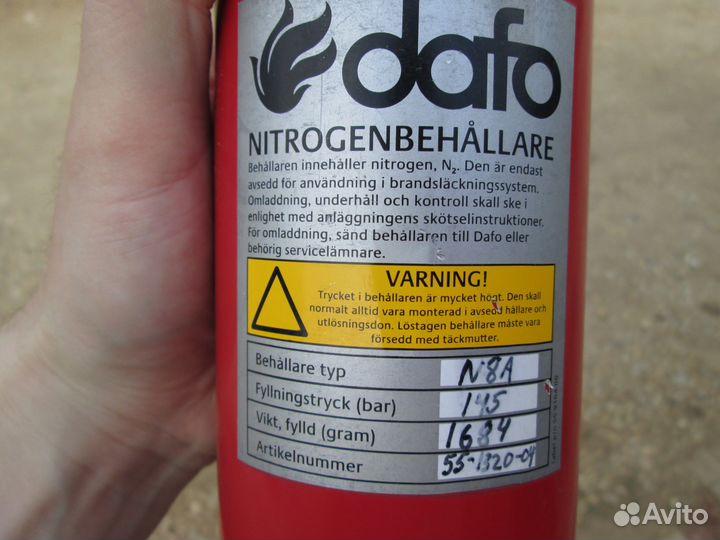 dafo
NITROGENBEHÅLLARE
Behållaren innehåller nitrogen, N₂. Den är endast
avsedd för användning i brandsläckningssystem.
Omladdning, underhåll och kontroll skall ske i
enlighet med anläggningens skötselinstruktioner.
För omladdning, sänd behållaren till Dafo eller
behörig servicelämnare.
VARNING!
Trycket i behållaren är mycket högt. Den skall
normalt alltid vara monterad i avsedd hållare och
utlösningsdon. Löstagen behållare måste vara
försedd med täckmutter.
Behållare typ N8A
Fyllningstryck (bar) 145
Vikt, fylld (gram) 1684
Artikelnummer 55-1320-04
Avito